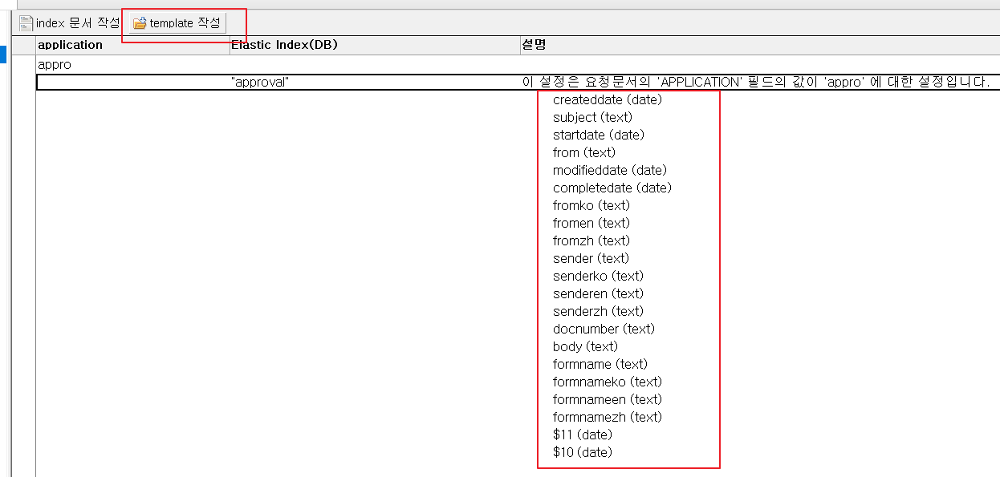 index 문서 작성 template 작성
application Elastic Index(DB) 설명
appro
"approval" 이 설정은 요청문서의 'APPLICATION' 필드의 값이 'appro' 에 대한 설정입니다.
createddate (date)
subject (text)
startdate (date)
from (text)
modifieddate (date)
completedate (date)
fromko (text)
fromen (text)
fromzh (text)
sender (text)
senderko (text)
senderen (text)
senderzh (text)
docnumber (text)
body (text)
formname (text)
formnameko (text)
formnameen (text)
formnamezh (text)
$11 (date)
$10 (date)